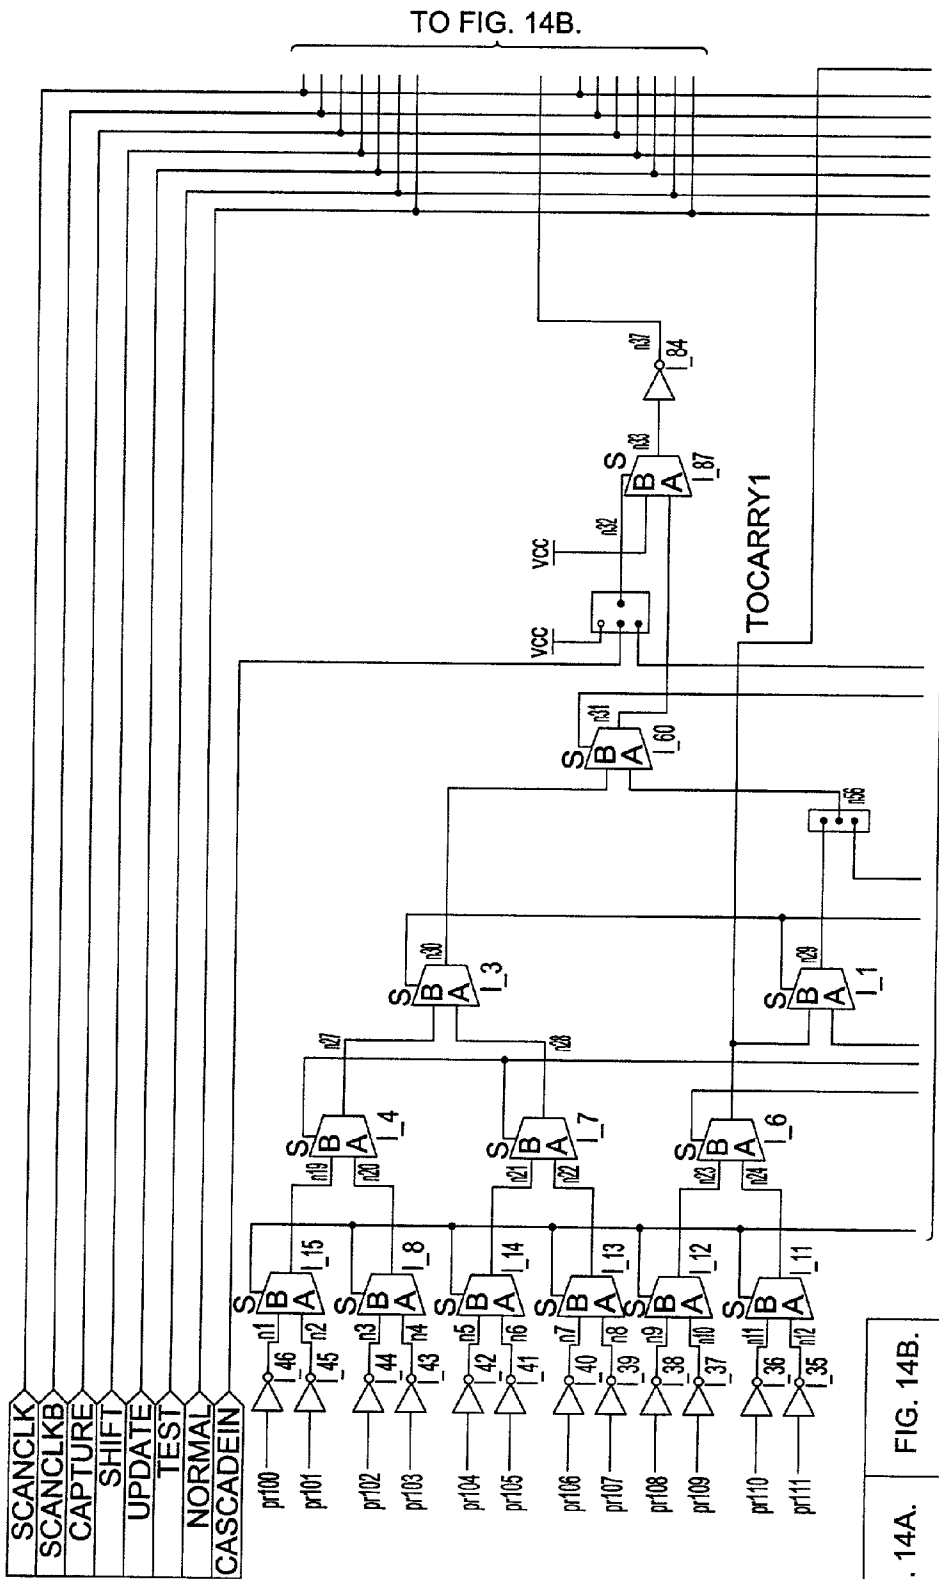 TO FIG. 14B.
SCANCLK
SCANCLKB
CAPTURE
SHIFT
UPDATE
TEST
NORMAL
CASCADEIN
pr100
pr101
pr102
pr103
pr104
pr105
pr106
pr107
pr108
pr109
pr110
pr111
I_46
I_45
I_44
I_43
I_42
I_41
I_40
I_39
I_38
I_37
I_36
I_35
n1
n2
n3
n4
n5
n6
n7
n8
n9
n10
n11
n12
S
B
A
I_15
S
B
A
I_8
S
B
A
I_14
S
B
A
I_13
S
B
A
I_12
S
B
A
I_11
n19
n20
n21
n22
n23
n24
S
B
A
I_4
S
B
A
I_7
S
B
A
I_6
n27
n28
S
B
A
n30
I_3
S
B
A
n29
I_1
n56
S
B
A
n31
I_60
VCC
VCC
n32
S
B
A
n33
I_87
n37
I_84
TOCARRY1
. 14A.
FIG. 14B.